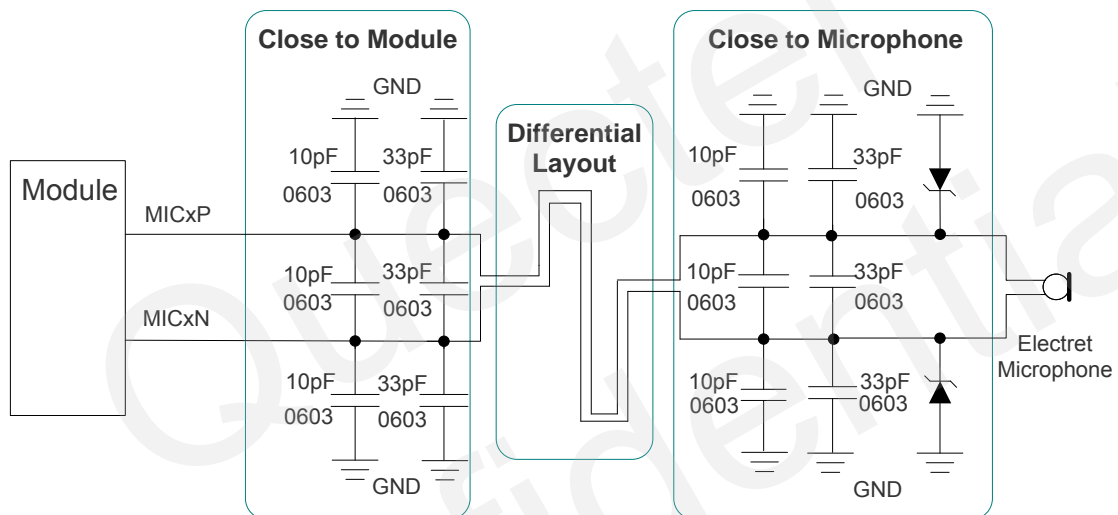 Close to Module
GND
10pF
0603
33pF
0603
Module
MICxP
10pF
0603
33pF
0603
MICxN
10pF
0603
33pF
0603
GND
Differential
Layout
Close to Microphone
GND
10pF
0603
33pF
0603
10pF
0603
33pF
0603
10pF
0603
33pF
0603
GND
Electret
Microphone
Quectel